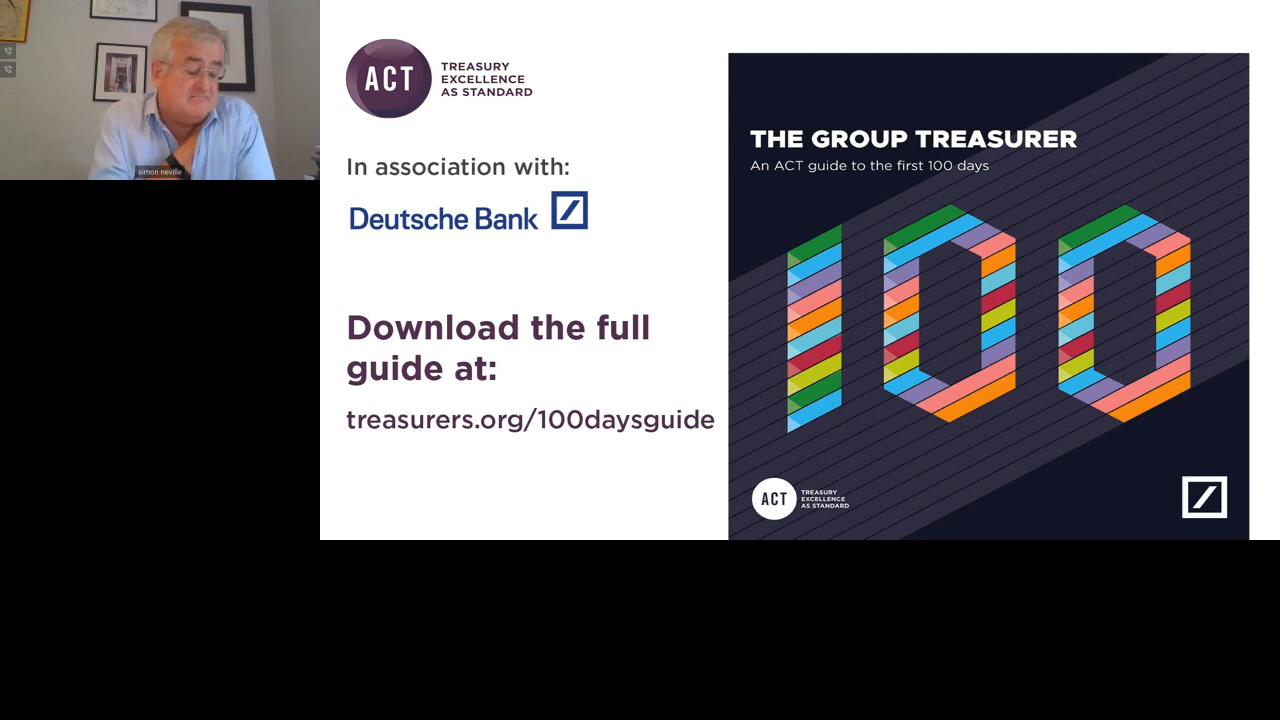 simon neville
ACT
TREASURY
EXCELLENCE
AS STANDARD
In association with:
Deutsche Bank
Download the full
guide at:
treasurers.org/100daysguide
THE GROUP TREASURER
An ACT guide to the first 100 days
100
ACT
TREASURY
EXCELLENCE
AS STANDARD